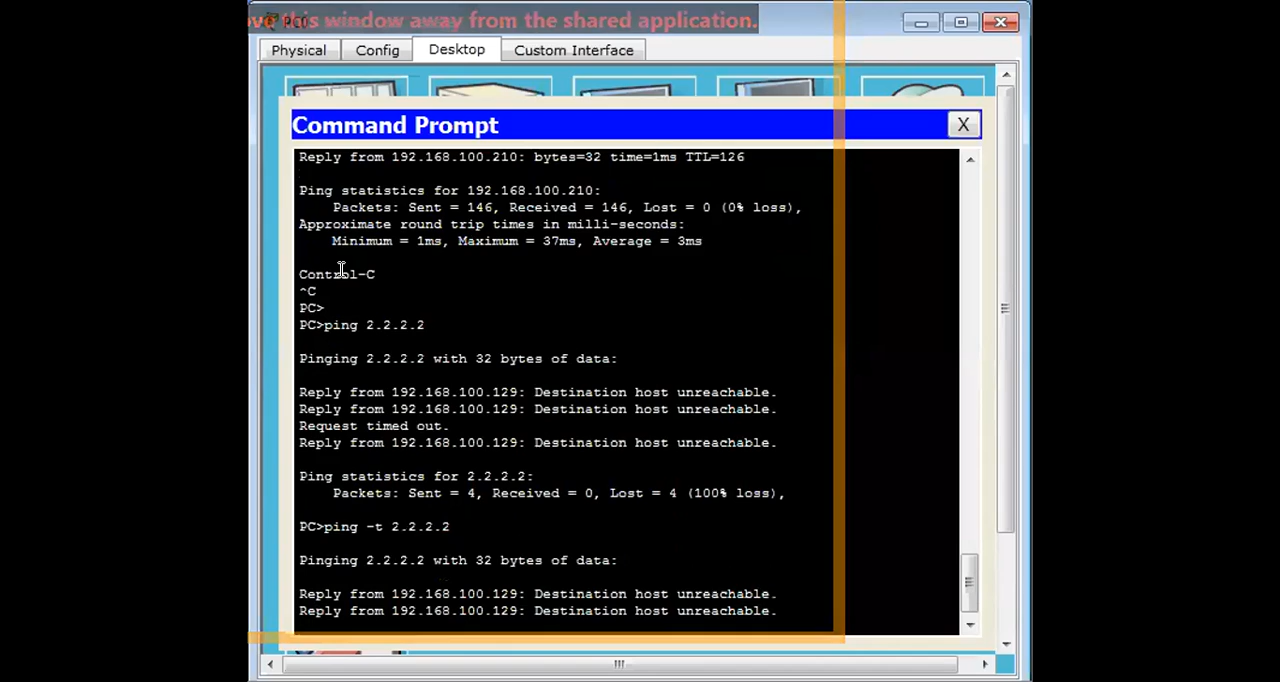 ove this window away from the shared application.
Physical Config Desktop Custom Interface
Command Prompt X
Reply from 192.168.100.210: bytes=32 time=1ms TTL=126
Ping statistics for 192.168.100.210:
Packets: Sent = 146, Received = 146, Lost = 0 (0% loss),
Approximate round trip times in milli-seconds:
Minimum = 1ms, Maximum = 37ms, Average = 3ms
Control-C
^C
PC>
PC>ping 2.2.2.2
Pinging 2.2.2.2 with 32 bytes of data:
Reply from 192.168.100.129: Destination host unreachable.
Reply from 192.168.100.129: Destination host unreachable.
Request timed out.
Reply from 192.168.100.129: Destination host unreachable.
Ping statistics for 2.2.2.2:
Packets: Sent = 4, Received = 0, Lost = 4 (100% loss),
PC>ping -t 2.2.2.2
Pinging 2.2.2.2 with 32 bytes of data:
Reply from 192.168.100.129: Destination host unreachable.
Reply from 192.168.100.129: Destination host unreachable.